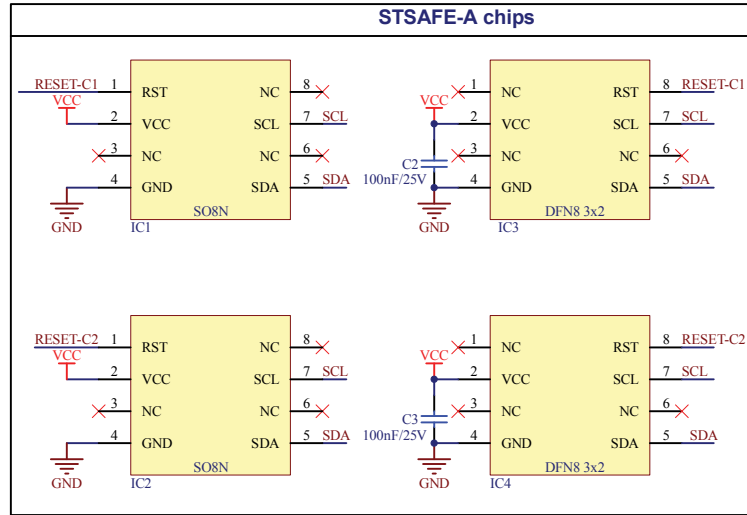 STSAFE-A chips
RESET-C1 1 RST NC 8
VCC 2 VCC SCL 7 SCL
3 NC NC 6
4 GND SDA 5 SDA
GND
SO8N
IC1
1 NC RST 8 RESET-C1
VCC 2 VCC SCL 7 SCL
3 NC NC 6
C2
100nF/25V
4 GND SDA 5 SDA
GND
DFN8 3x2
IC3
RESET-C2 1 RST NC 8
VCC 2 VCC SCL 7 SCL
3 NC NC 6
4 GND SDA 5 SDA
GND
SO8N
IC2
1 NC RST 8 RESET-C2
VCC 2 VCC SCL 7 SCL
3 NC NC 6
C3
100nF/25V
4 GND SDA 5 SDA
GND
DFN8 3x2
IC4